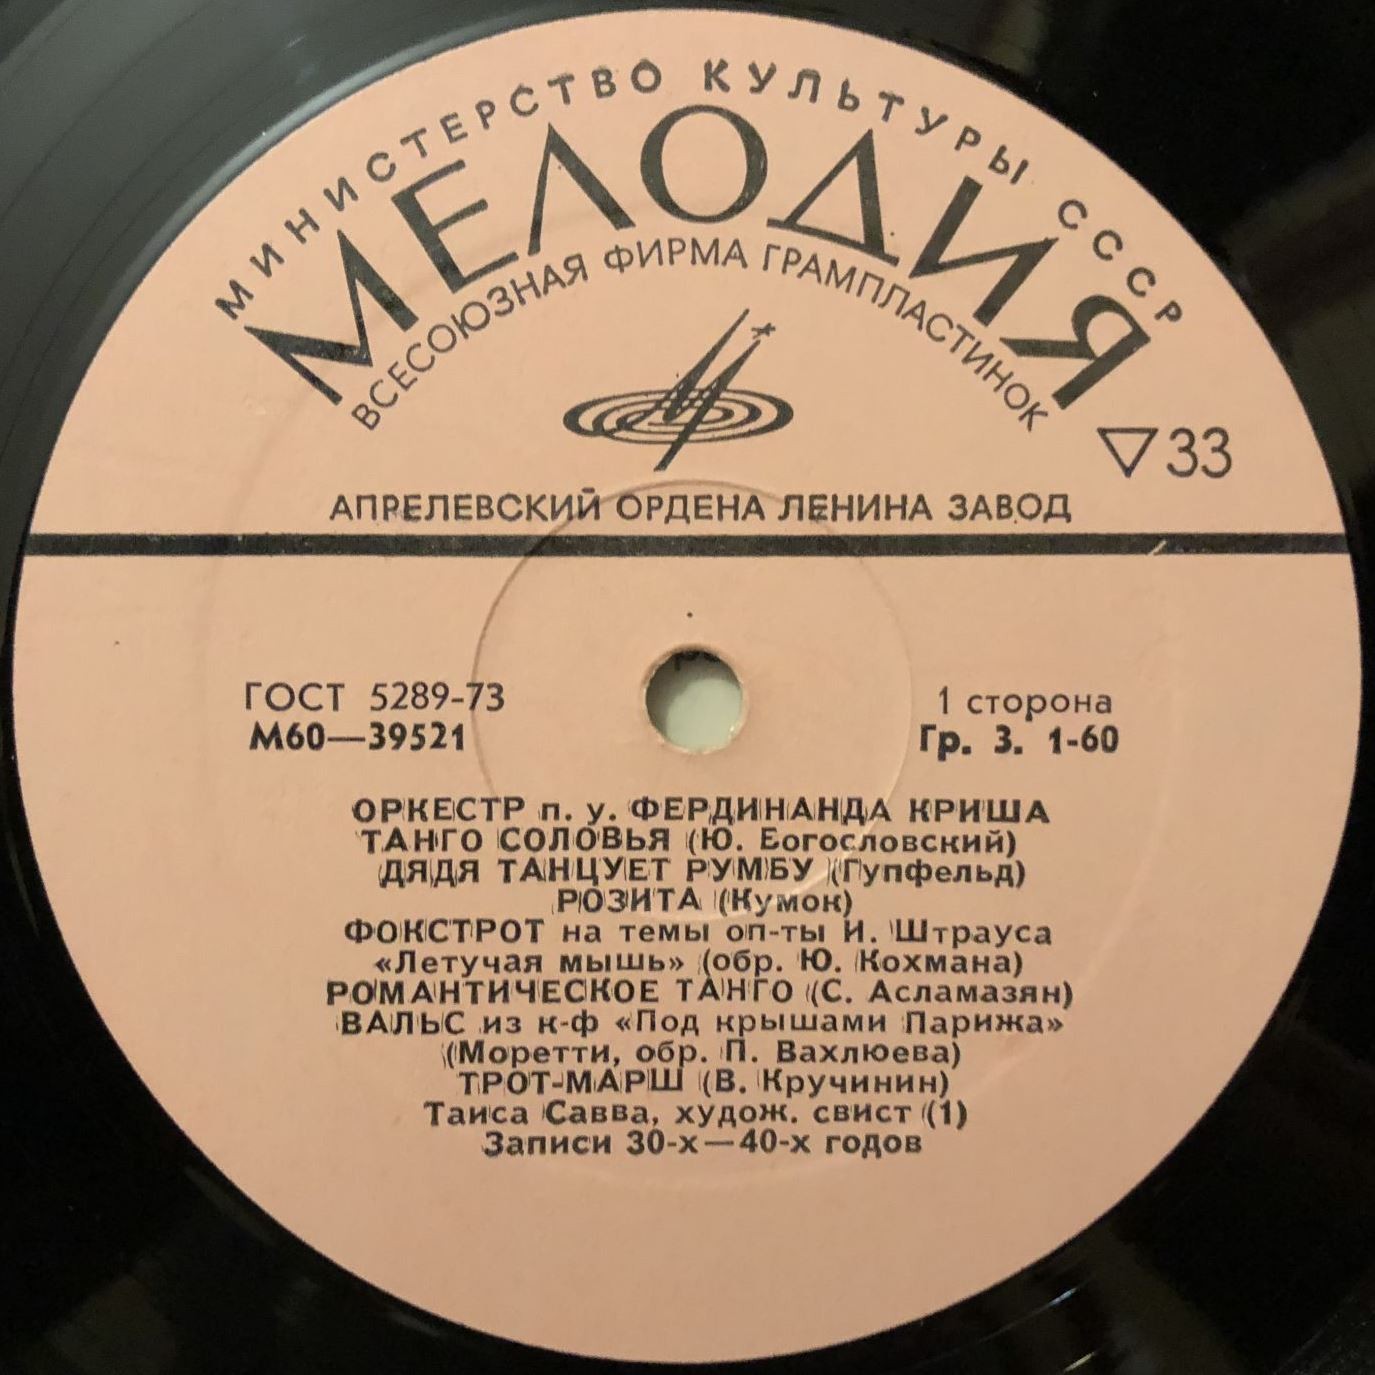 МИНИСТЕРСТВО КУЛЬТУРЫ СССР
МЕЛОДИЯ
ВСЕСОЮЗНАЯ ФИРМА ГРАМПЛАСТИНОК
▽33
АПРЕЛЕВСКИЙ ОРДЕНА ЛЕНИНА ЗАВОД
ГОСТ 5289-73
М60—39521
1 сторона
Гр. 3. 1-60
ОРКЕСТР п. у. ФЕРДИНАНДА КРИША
ТАНГО СОЛОВЬЯ (Ю. Богословский)
ДЯДЯ ТАНЦУЕТ РУМБУ (Гупфельд)
РОЗИТА (Кумок)
ФОКСТРОТ на темы оп-ты И. Штрауса
«Летучая мышь» (обр. Ю. Кохмана)
РОМАНТИЧЕСКОЕ ТАНГО (С. Асламазян)
ВАЛЬС из к-ф «Под крышами Парижа»
(Моретти, обр. П. Вахлюева)
ТРОТ-МАРШ (В. Кручинин)
Таиса Савва, худож. свист (1)
Записи 30-х—40-х годов